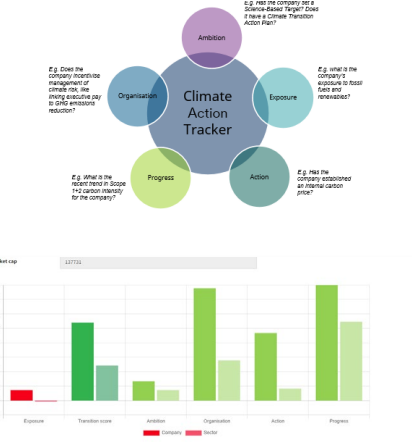 E.g. Has the company set a
Science-Based Target? Does
it have a Climate Transition
Action Plan?
Ambition
E.g. Does the
company incentivise
management of
climate risk, like
linking executive pay
to GHG emissions
reduction?
Organisation
Climate
Action
Tracker
Exposure
E.g. what is the
company's
exposure to fossil
fuels and
renewables?
E.g. What is the
recent trend in Scope
1+2 carbon intensity
for the company?
Progress
Action
E.g. Has the
company established
an internal carbon
price?
ket cap
137731
Exposure
Transition score
Ambition
Organisation
Action
Progress
Company
Sector